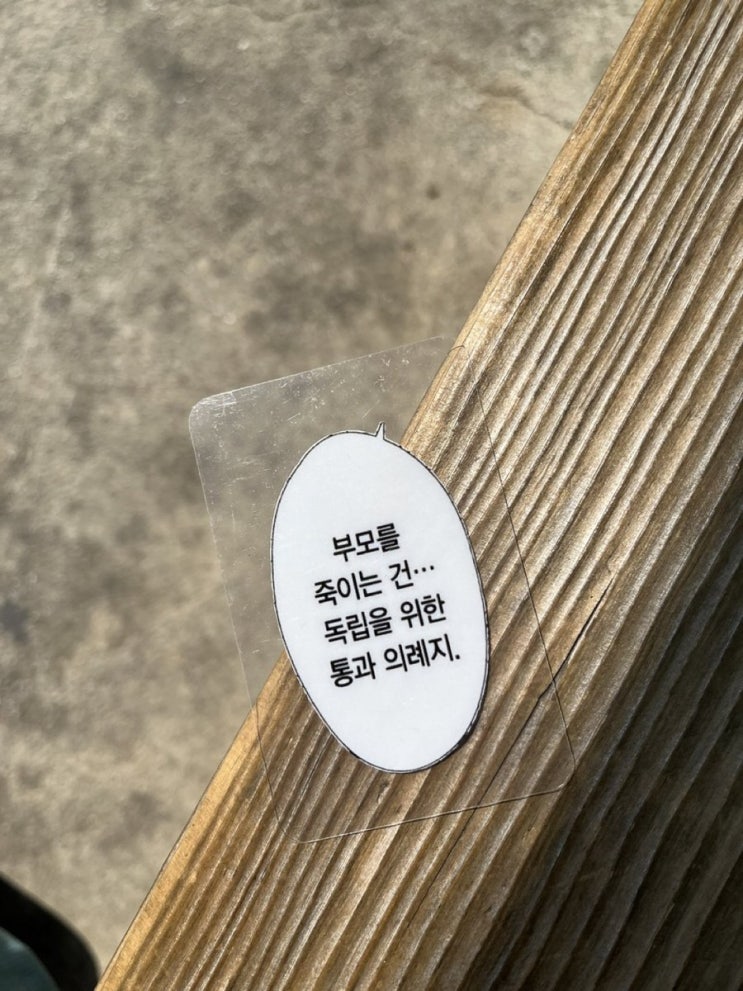 부모를
죽이는 건…
독립을 위한
통과 의례지.